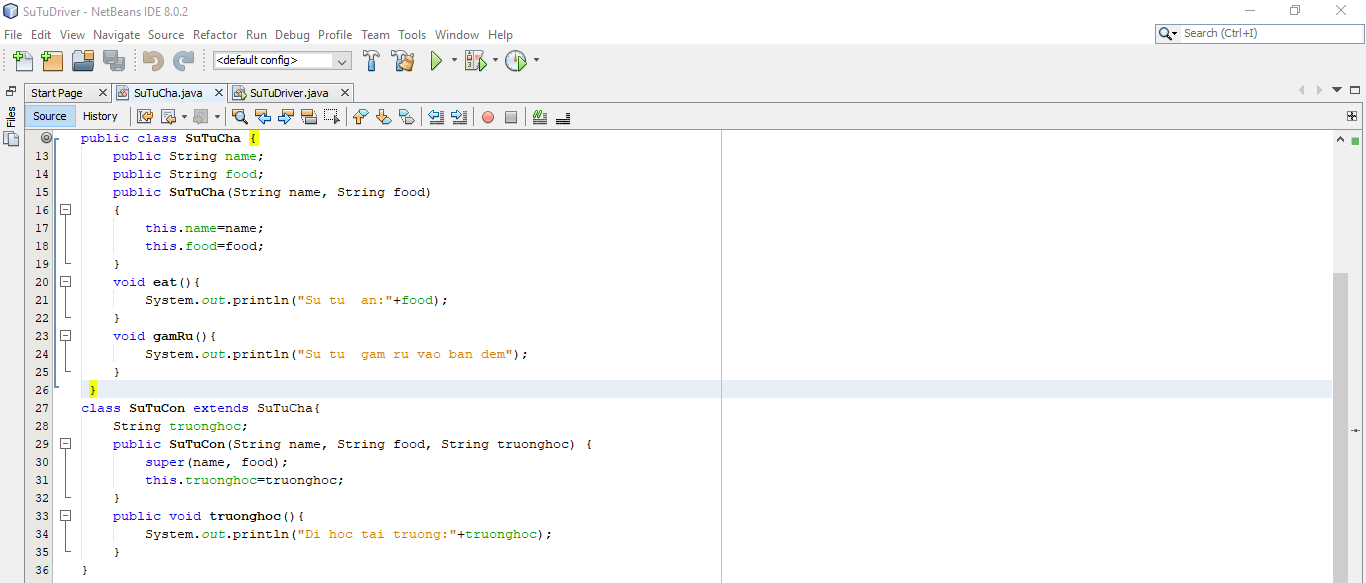 SuTuDriver - NetBeans IDE 8.0.2
File Edit View Navigate Source Refactor Run Debug Profile Team Tools Window Help
Search (Ctrl+I)
<default config>
Files
Start Page SuTuCha.java SuTuDriver.java
Source History
public class SuTuCha {
13 public String name;
14 public String food;
15 public SuTuCha(String name, String food)
16 {
17 this.name=name;
18 this.food=food;
19 }
20 void eat(){
21 System.out.println("Su tu  an:"+food);
22 }
23 void gamRu(){
24 System.out.println("Su tu  gam ru vao ban dem");
25 }
26 }
27 class SuTuCon extends SuTuCha{
28 String truonghoc;
29 public SuTuCon(String name, String food, String truonghoc) {
30 super(name, food);
31 this.truonghoc=truonghoc;
32 }
33 public void truonghoc(){
34 System.out.println("Di hoc tai truong:"+truonghoc);
35 }
36 }